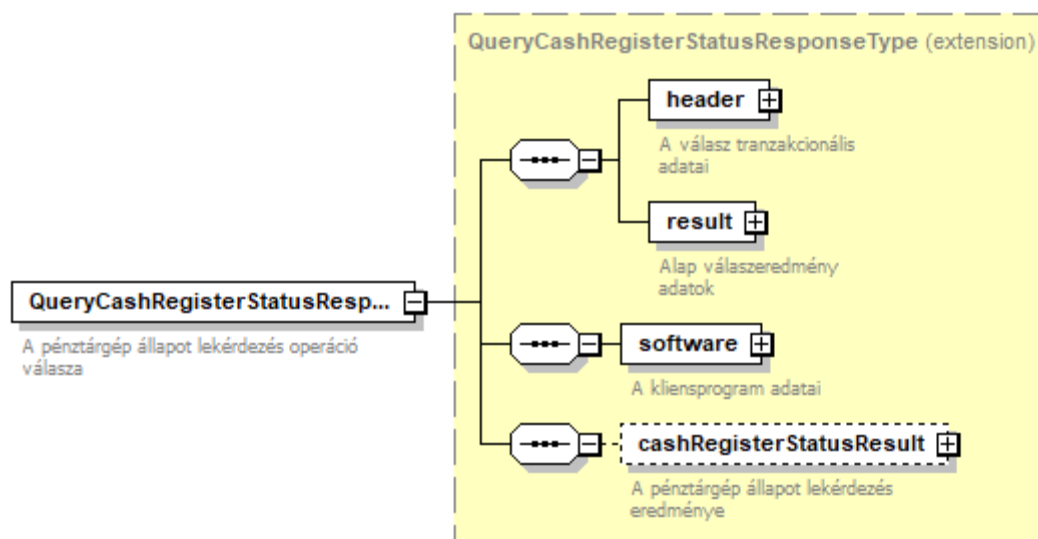 QueryCashRegisterStatusResponseType (extension)
header
A válasz tranzakcionális
adatai
result
Alap válaszeredmény
adatok
QueryCashRegisterStatusResp...
A pénztárgép állapot lekérdezés operáció
válasza
software
A kliensprogram adatai
cashRegisterStatusResult
A pénztárgép állapot lekérdezés
eredménye